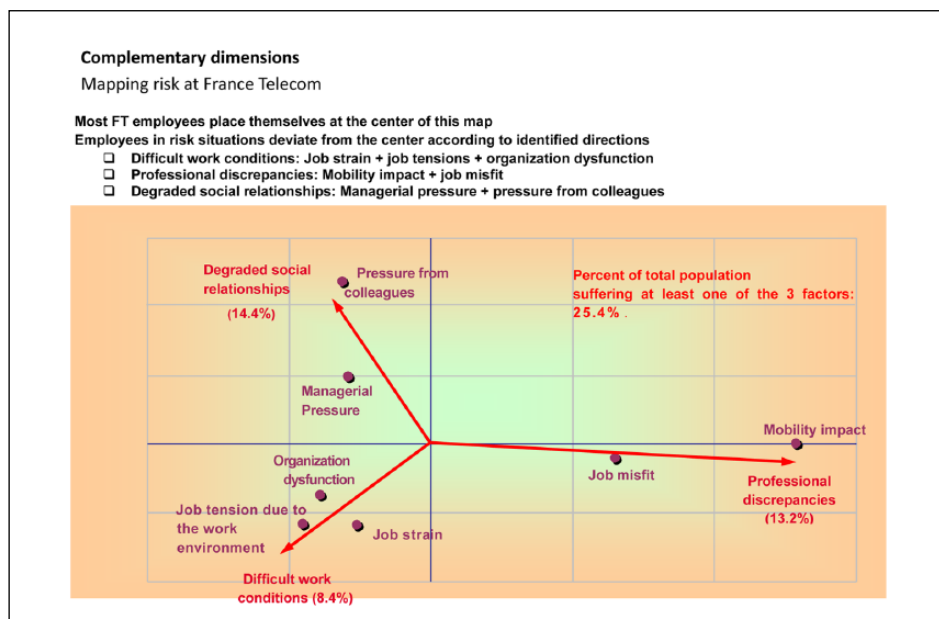 Complementary dimensions
Mapping risk at France Telecom
Most FT employees place themselves at the center of this map
Employees in risk situations deviate from the center according to identified directions
❑ Difficult work conditions: Job strain + job tensions + organization dysfunction
❑ Professional discrepancies: Mobility impact + job misfit
❑ Degraded social relationships: Managerial pressure + pressure from colleagues
Degraded social
relationships
(14.4%)
Pressure from
colleagues
Percent of total population
suffering at least one of the 3 factors:
25.4% .
Managerial
Pressure
Mobility impact
Organization
dysfunction
Job misfit
Professional
discrepancies
(13.2%)
Job tension due to
the work
environment
Job strain
Difficult work
conditions (8.4%)